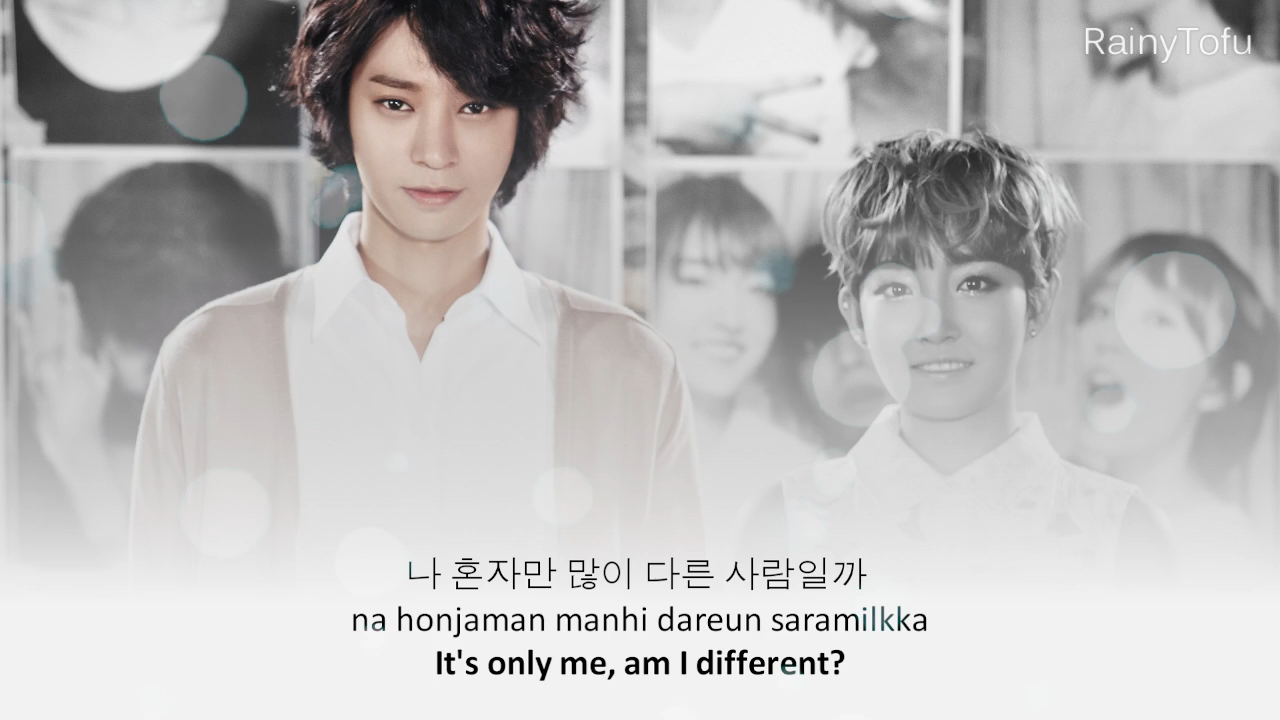 RainyTofu
나 혼자만 많이 다른 사람일까
na honjaman manhi dareun saramilkka
It's only me, am I different?